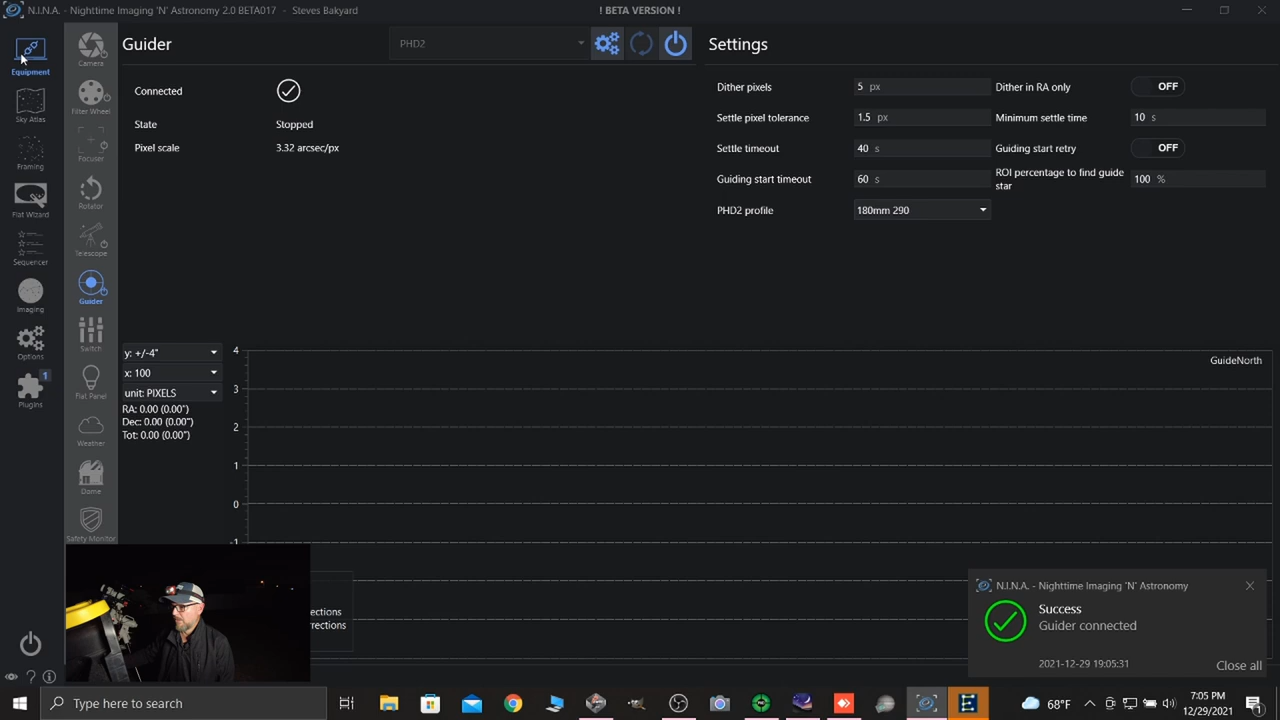 N.I.N.A. - Nighttime Imaging 'N' Astronomy 2.0 BETA017 - Steves Bakyard
! BETA VERSION !
Equipment
Sky Atlas
Framing
Flat Wizard
Sequencer
Imaging
Options
1
Plugins
Camera
Filter Wheel
Focuser
Rotator
Telescope
Guider
Switch
Flat Panel
Weather
Dome
Safety Monitor
Guider
PHD2
Connected
State
Stopped
Pixel scale
3.32 arcsec/px
Settings
Dither pixels
5 px
Dither in RA only
OFF
Settle pixel tolerance
1.5 px
Minimum settle time
10 s
Settle timeout
40 s
Guiding start retry
OFF
Guiding start timeout
60 s
ROI percentage to find guide
star
100 %
PHD2 profile
180mm 290
y: +/-4"
x: 100
unit: PIXELS
RA: 0.00 (0.00")
Dec: 0.00 (0.00")
Tot: 0.00 (0.00")
4
3
2
1
0
-1
GuideNorth
rections
rections
N.I.N.A. - Nighttime Imaging 'N' Astronomy
Success
Guider connected
2021-12-29 19:05:31
Close all
Type here to search
68°F
7:05 PM
12/29/2021
1